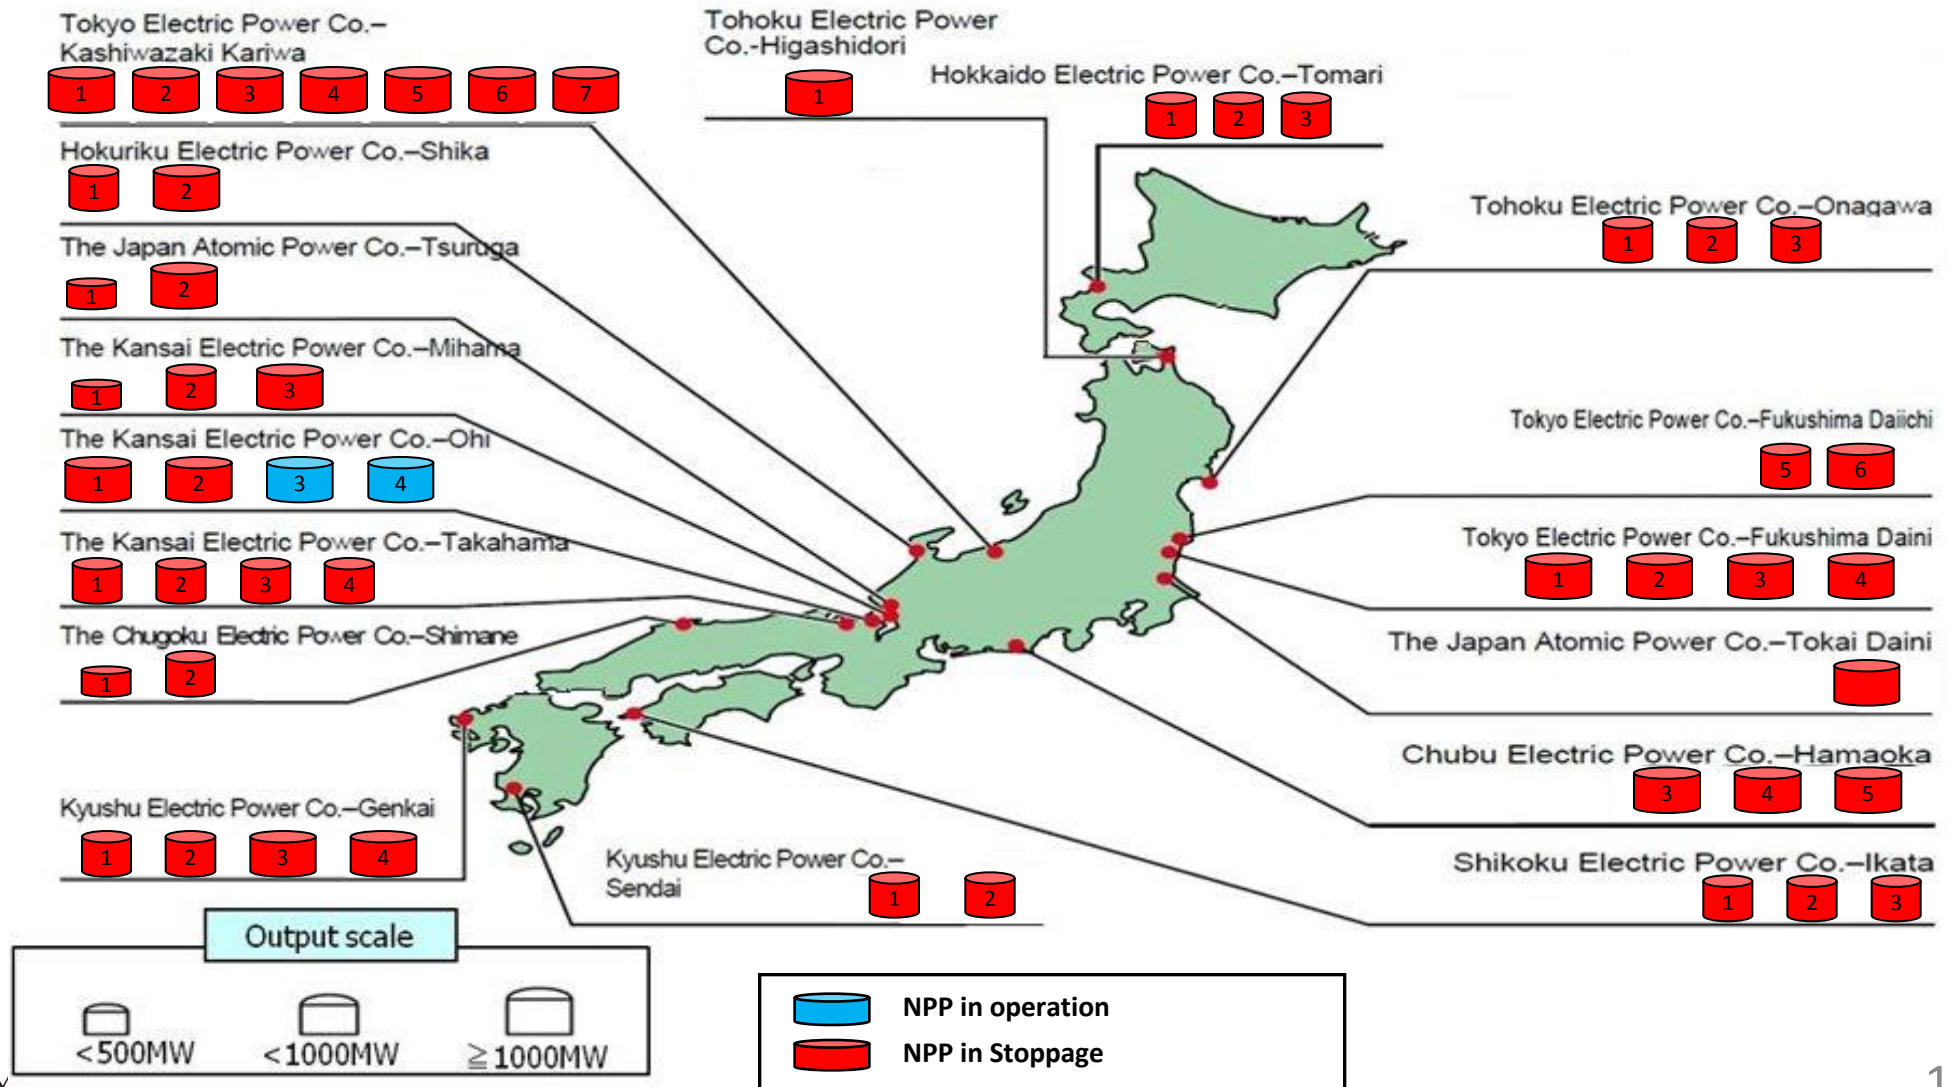 Tokyo Electric Power Co.–
Kashiwazaki Kariwa
1 2 3 4 5 6 7
Tohoku Electric Power
Co.-Higashidori
1
Hokkaido Electric Power Co.–Tomari
1 2 3
Hokuriku Electric Power Co.–Shika
1 2
Tohoku Electric Power Co.–Onagawa
1 2 3
The Japan Atomic Power Co.–Tsuruga
1 2
The Kansai Electric Power Co.–Mihama
1 2 3
Tokyo Electric Power Co.–Fukushima Daiichi
5 6
The Kansai Electric Power Co.–Ohi
1 2 3 4
Tokyo Electric Power Co.–Fukushima Daini
1 2 3 4
The Kansai Electric Power Co.–Takahama
1 2 3 4
The Chugoku Electric Power Co.–Shimane
1 2
The Japan Atomic Power Co.–Tokai Daini
Chubu Electric Power Co.–Hamaoka
3 4 5
Kyushu Electric Power Co.–Genkai
1 2 3 4
Kyushu Electric Power Co.–
Sendai
1 2
Shikoku Electric Power Co.–Ikata
1 2 3
Output scale
<500MW <1000MW ≧1000MW
NPP in operation
NPP in Stoppage
1